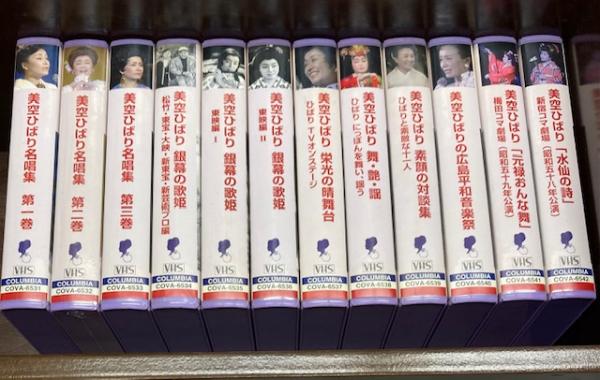 美空ひばり名唱集 第一巻
VHS
COLUMBIA
COVA-6531
美空ひばり名唱集 第二巻
VHS
COLUMBIA
COVA-6532
美空ひばり名唱集 第三巻
VHS
COLUMBIA
COVA-6533
美空ひばり 銀幕の歌姫
松竹・東宝・大映・新東宝・新芸術プロ編
VHS
COLUMBIA
COVA-6534
美空ひばり 銀幕の歌姫
東映編 I
VHS
COLUMBIA
COVA-6535
美空ひばり 銀幕の歌姫
東映編 II
VHS
COLUMBIA
COVA-6536
美空ひばり 栄光の晴舞台
ひばり TVオンステージ
VHS
COLUMBIA
COVA-6537
美空ひばり 舞・艶・謡
ひばり にっぽんを舞い、謡う
VHS
COLUMBIA
COVA-6538
美空ひばり 素顔の対談集
ひばりと素敵な十一人
VHS
COLUMBIA
COVA-6539
美空ひばりの広島平和音楽祭
VHS
COLUMBIA
COVA-6540
美空ひばり 「元禄おんな舞」
梅田コマ劇場 (昭和五十九年公演)
VHS
COLUMBIA
COVA-6541
美空ひばり 「水仙の詩」
新宿コマ劇場 (昭和五十八年公演)
VHS
COLUMBIA
COVA-6542